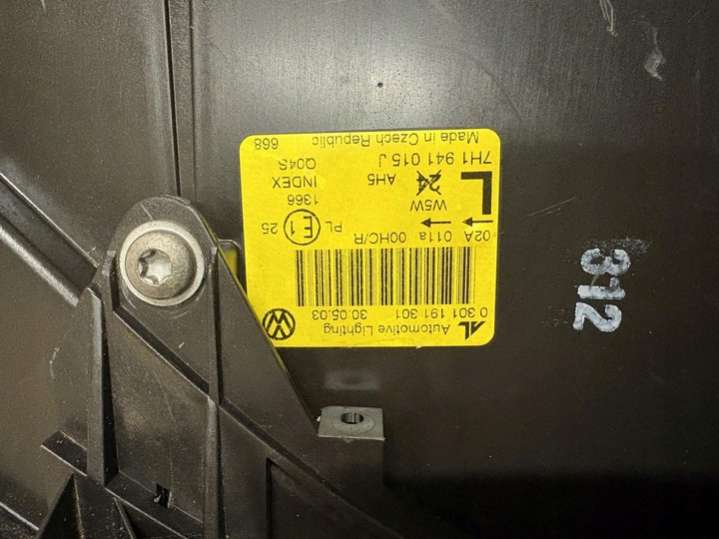 AL Automotive Lighting
0 301 191 301 30.05.03
02A 011a 00HC/R PL
E1 25
W5W 1366
L 24 AH5 INDEX
7H1 941 015 J Q04S
Made in Czech Republic 668
312